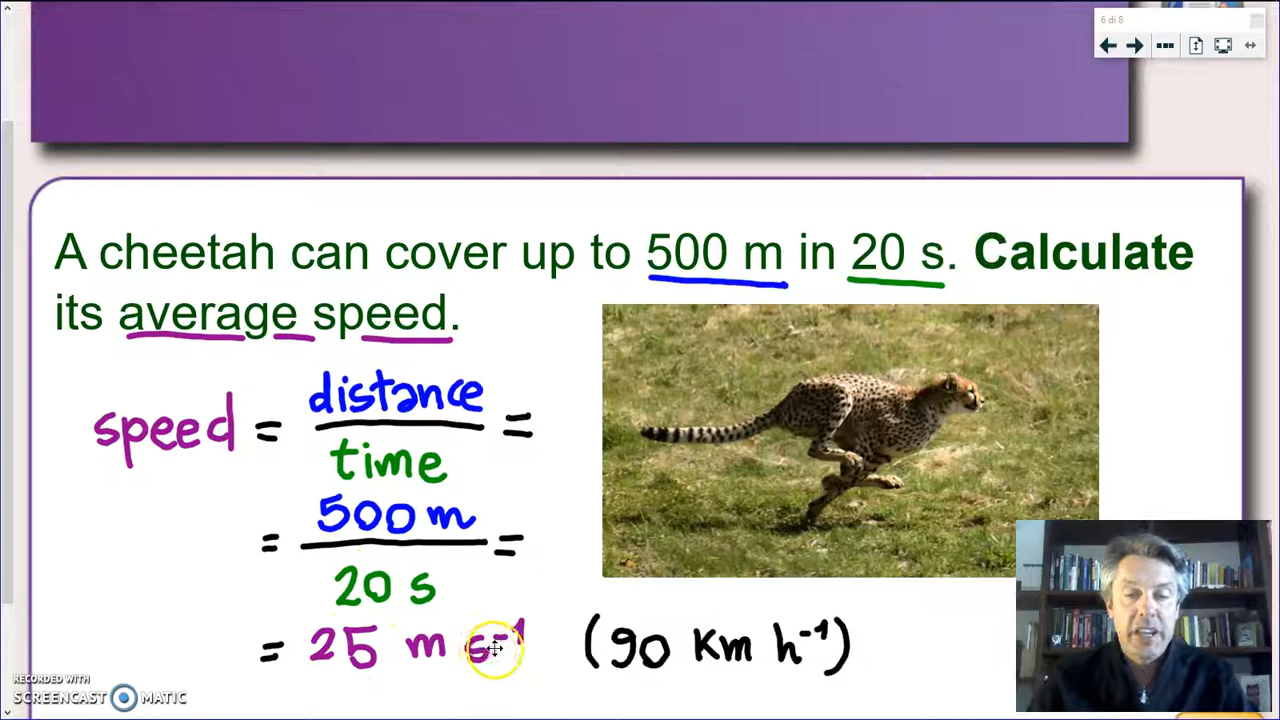 6 di 8
A cheetah can cover up to 500 m in 20 s. Calculate
its average speed.
speed = distance / time =
= 500 m / 20 s =
= 25 m s⁻¹ (90 Km h⁻¹)
RECORDED WITH
SCREENCAST MATIC